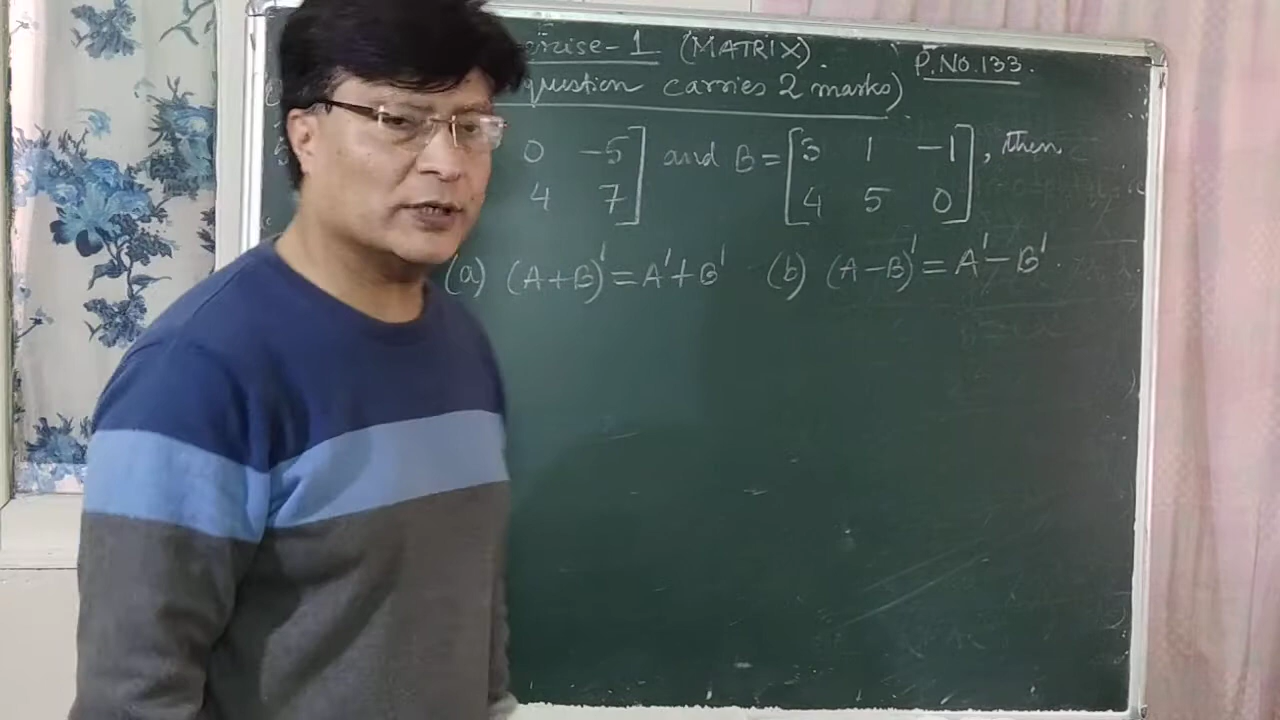 ercise-1 (MATRIX). P.NO.133.
question carries 2 marks)
0 -5] and B=[3 1 -1], then
4 7] [4 5 0]
(a) (A+B)'=A'+B' (b) (A-B)'=A'-B'.